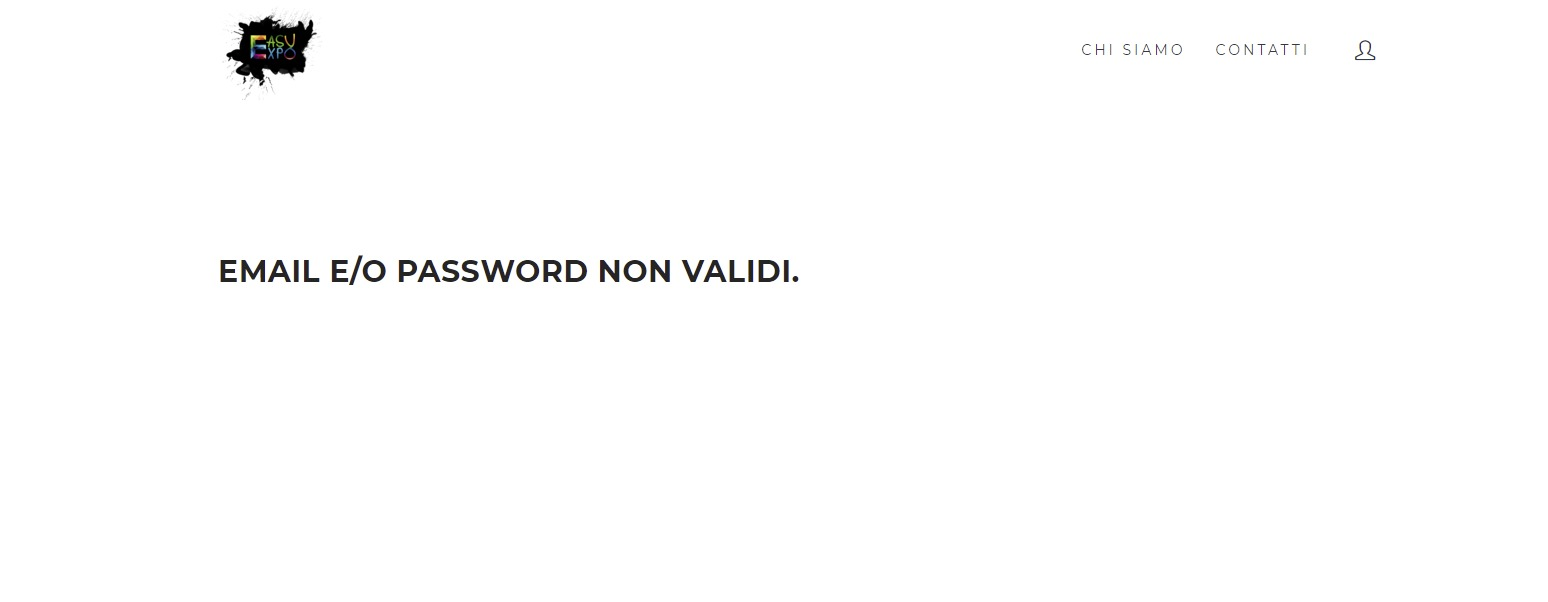 EASY
EXPO
CHI SIAMO CONTATTI
EMAIL E/O PASSWORD NON VALIDI.